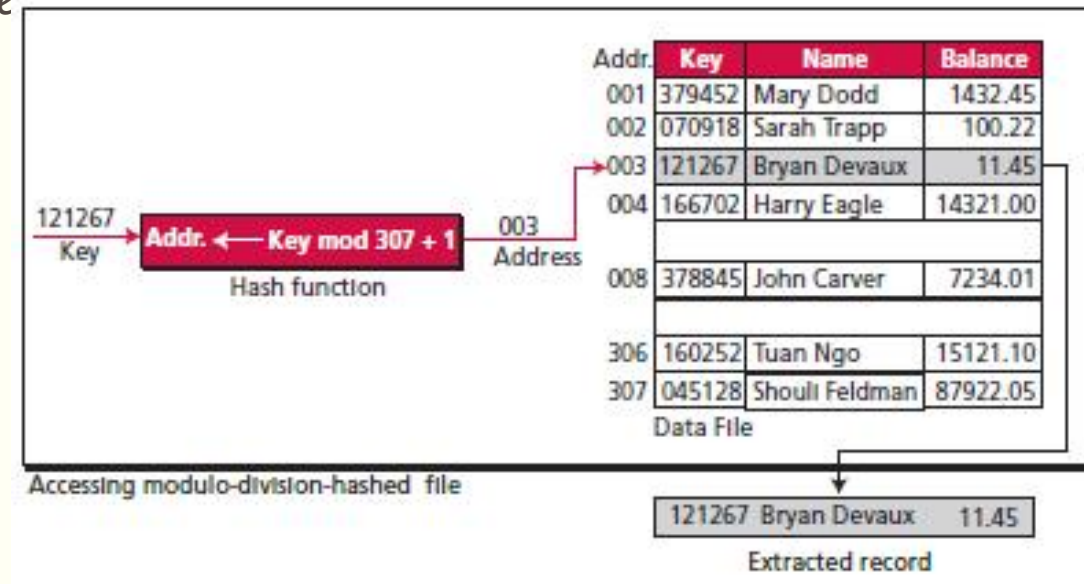 Addr. Key Name Balance
001 379452 Mary Dodd 1432.45
002 070918 Sarah Trapp 100.22
003 121267 Bryan Devaux 11.45
004 166702 Harry Eagle 14321.00
008 378845 John Carver 7234.01
306 160252 Tuan Ngo 15121.10
307 045128 Shouli Feldman 87922.05
Data File
121267
Key
Addr. ← Key mod 307 + 1
Hash function
003
Address
Accessing modulo-division-hashed file
121267 Bryan Devaux 11.45
Extracted record